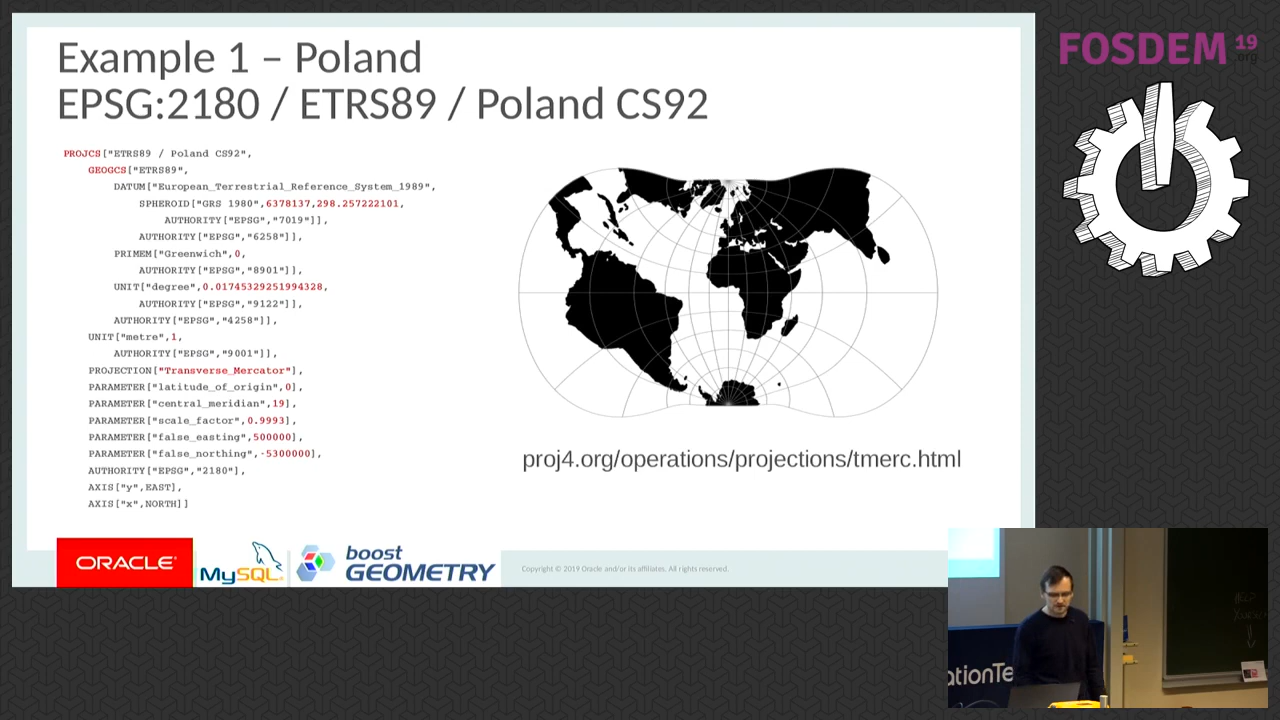 Example 1 – Poland
EPSG:2180 / ETRS89 / Poland CS92
PROJCS["ETRS89 / Poland CS92",
GEOGCS["ETRS89",
DATUM["European_Terrestrial_Reference_System_1989",
SPHEROID["GRS 1980",6378137,298.257222101,
AUTHORITY["EPSG","7019"]],
AUTHORITY["EPSG","6258"]],
PRIMEM["Greenwich",0,
AUTHORITY["EPSG","8901"]],
UNIT["degree",0.01745329251994328,
AUTHORITY["EPSG","9122"]],
AUTHORITY["EPSG","4258"]],
UNIT["metre",1,
AUTHORITY["EPSG","9001"]],
PROJECTION["Transverse_Mercator"],
PARAMETER["latitude_of_origin",0],
PARAMETER["central_meridian",19],
PARAMETER["scale_factor",0.9993],
PARAMETER["false_easting",500000],
PARAMETER["false_northing",-5300000],
AUTHORITY["EPSG","2180"],
AXIS["y",EAST],
AXIS["x",NORTH]]
proj4.org/operations/projections/tmerc.html
ORACLE®
MySQL®
boost
GEOMETRY
Copyright © 2019 Oracle and/or its affiliates. All rights reserved.
FOSDEM 19
.org
ationTe